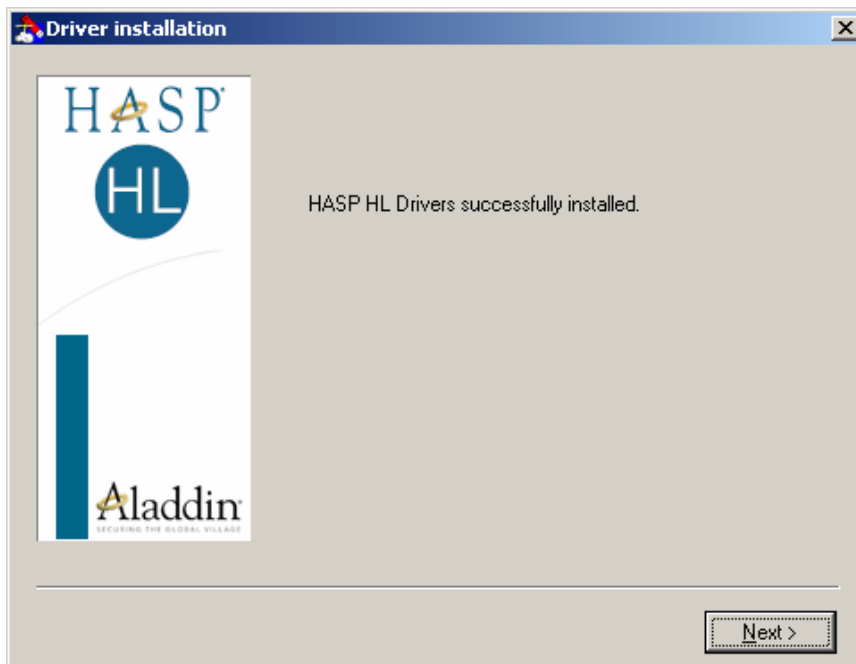 Driver installation
HASP
HL
HASP HL Drivers successfully installed.
Aladdin
SECURING THE GLOBAL VILLAGE
Next >